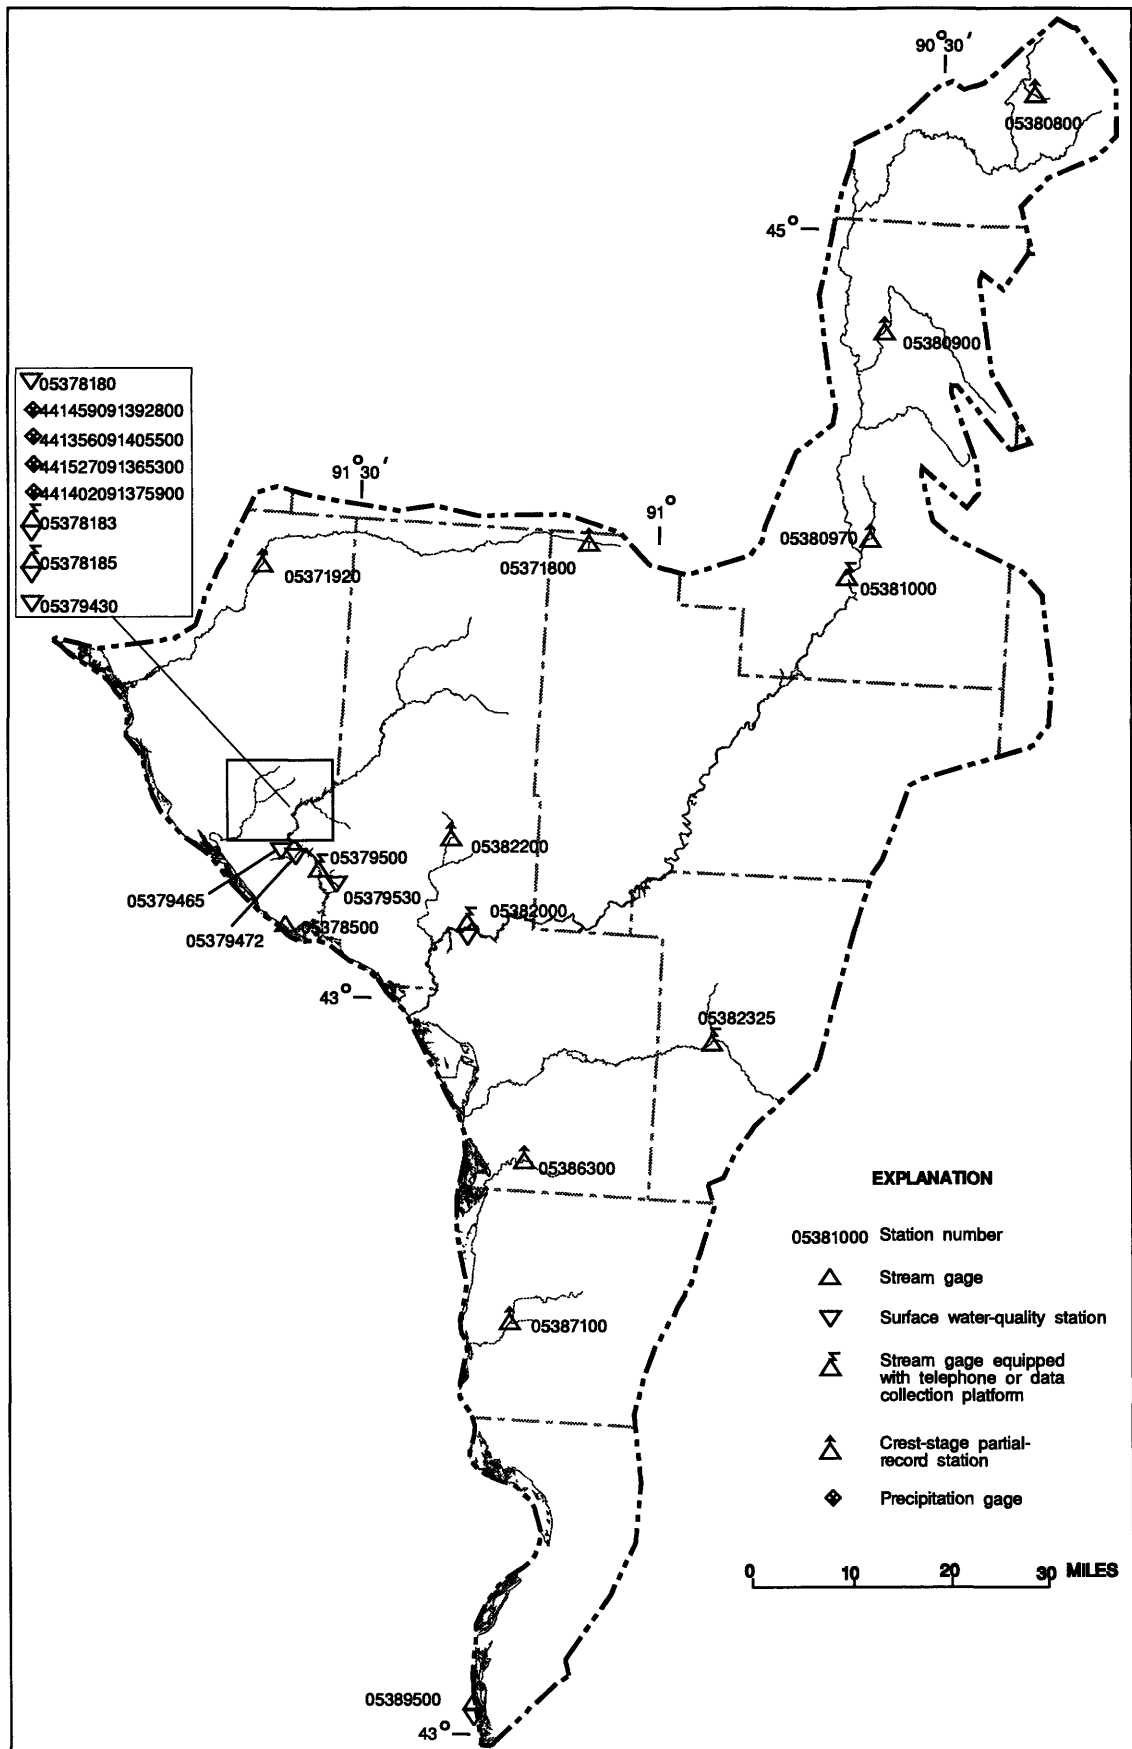 90° 30′
05380800
45°
05380900
05378180
441459091392800
441356091405500
441527091365300
441402091375900
05378183
05378185
05379430
91° 30′
91°
05380970
05371920
05371800
05381000
05382200
05379500
05379465
05379530
05382000
05379472
05378500
43°
05382325
05386300
EXPLANATION
05381000 Station number
Stream gage
Surface water-quality station
05387100
Stream gage equipped
with telephone or data
collection platform
Crest-stage partial-
record station
Precipitation gage
0 10 20 30 MILES
05389500
43°